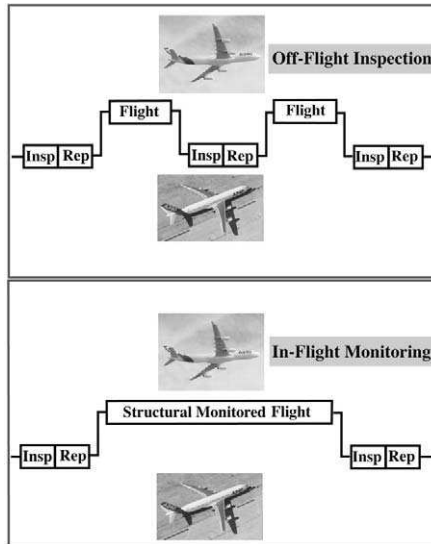 Off-Flight Inspection
Flight Flight
Insp Rep Insp Rep Insp Rep
In-Flight Monitoring
Structural Monitored Flight
Insp Rep Insp Rep